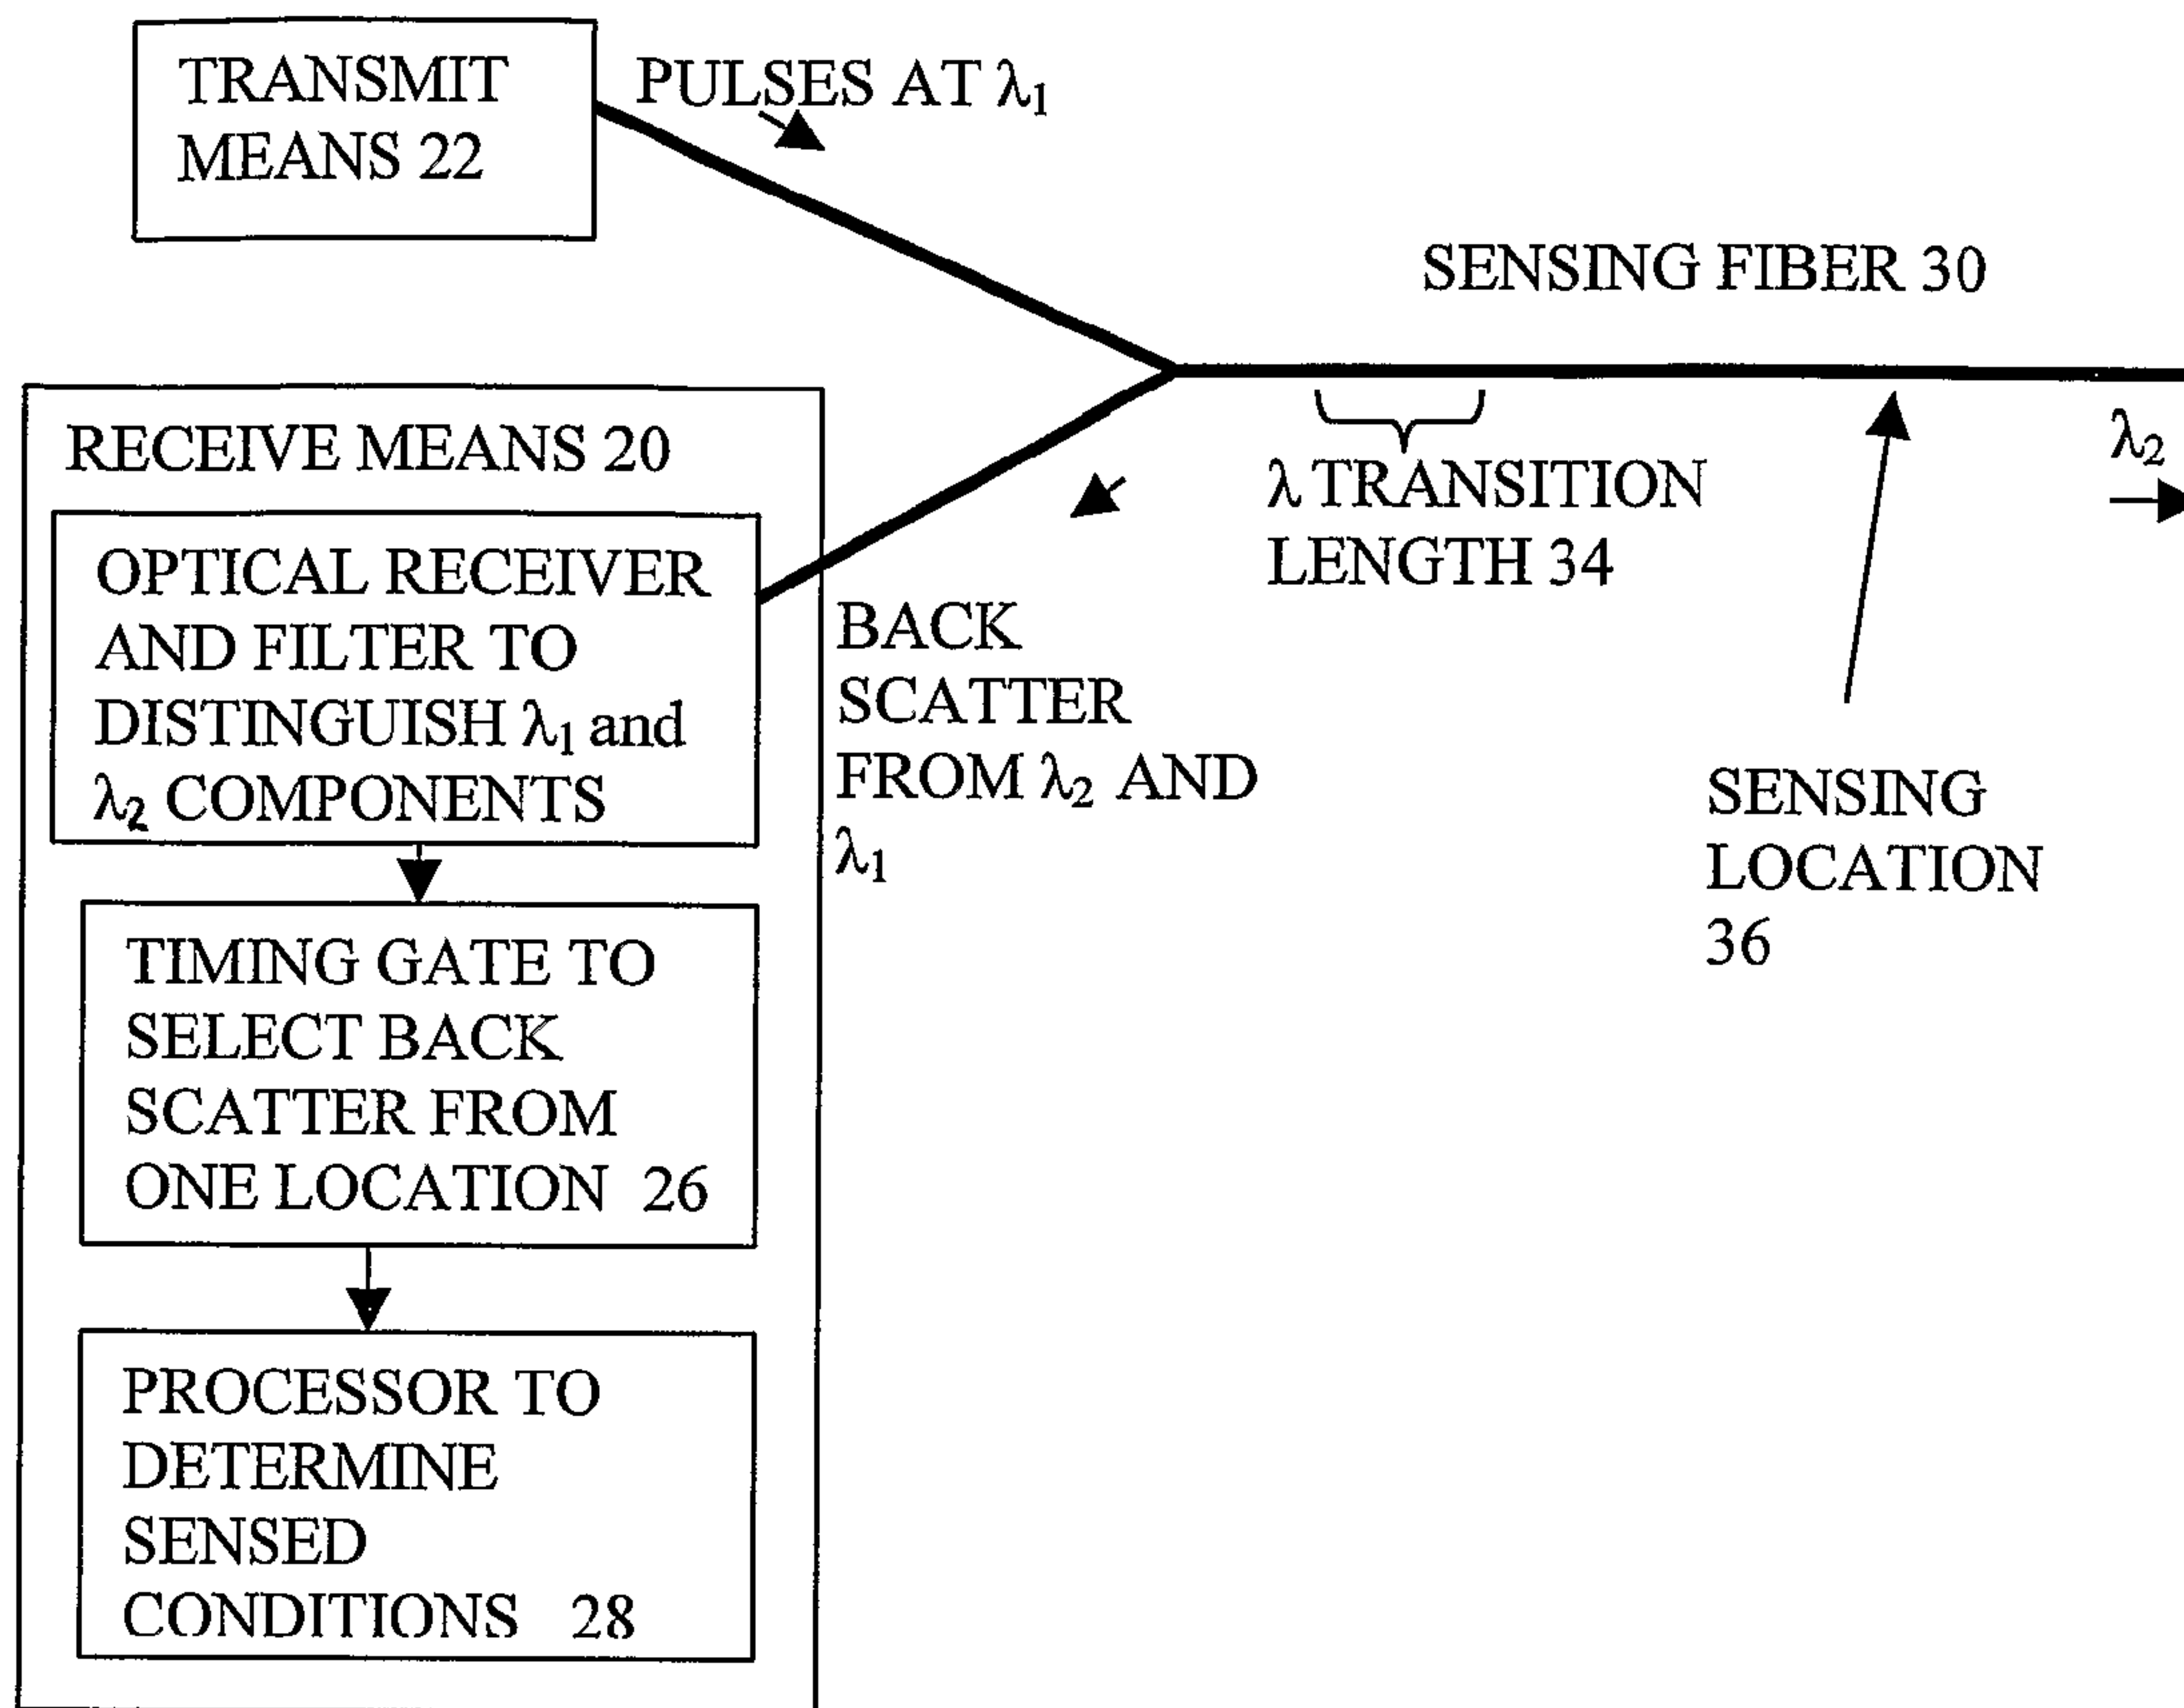 TRANSMIT
MEANS 22
PULSES AT λ₁
SENSING FIBER 30
RECEIVE MEANS 20
OPTICAL RECEIVER
AND FILTER TO
DISTINGUISH λ₁ and
λ₂ COMPONENTS
BACK
SCATTER
FROM λ₂ AND
λ₁
λ TRANSITION
LENGTH 34
λ₂
SENSING
LOCATION
36
TIMING GATE TO
SELECT BACK
SCATTER FROM
ONE LOCATION 26
PROCESSOR TO
DETERMINE
SENSED
CONDITIONS 28